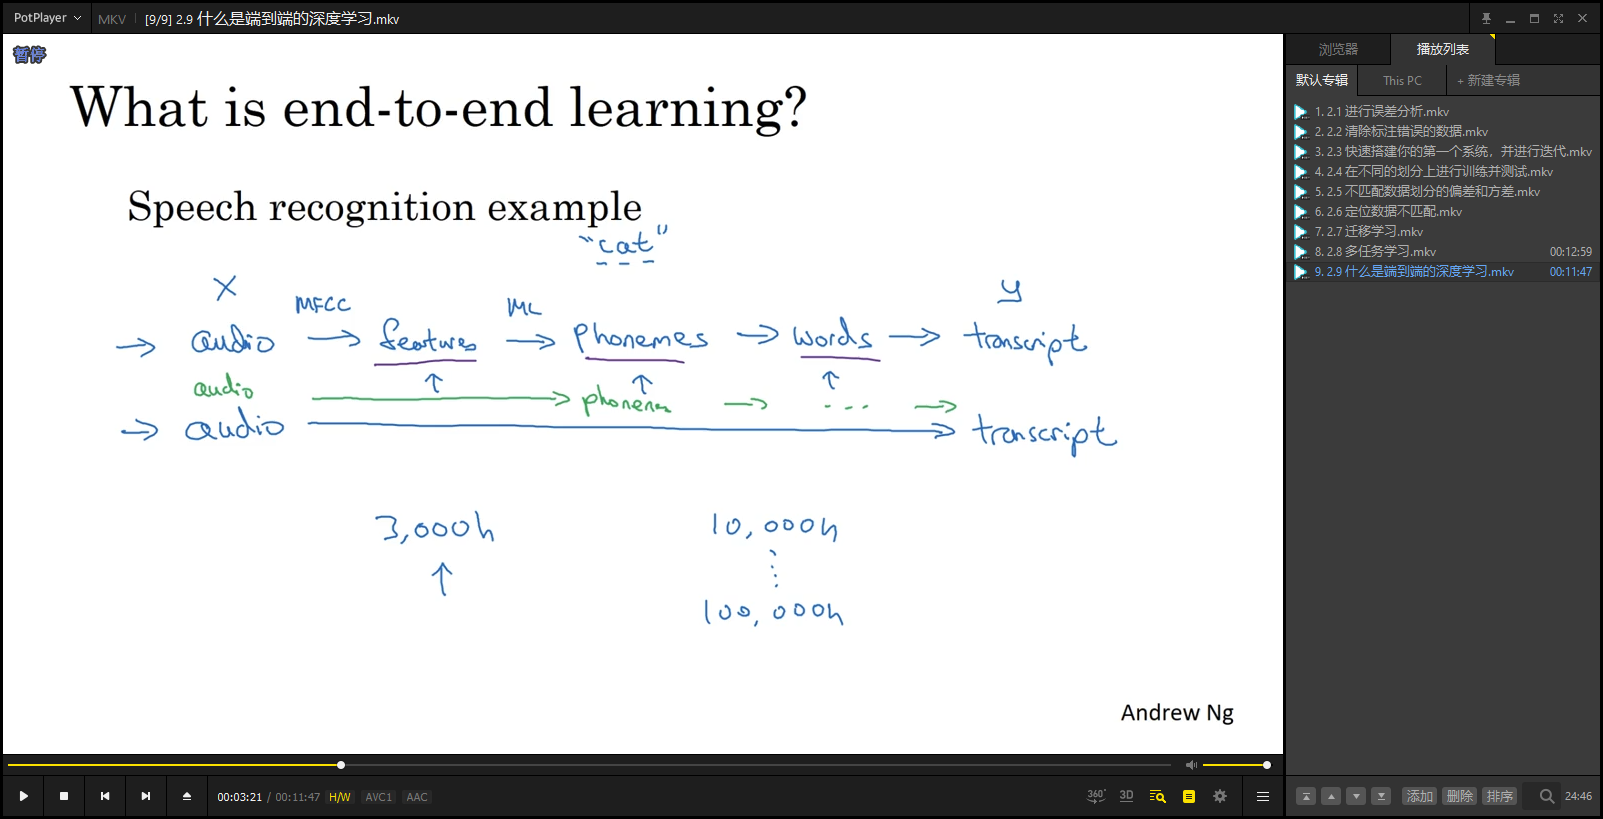 PotPlayer MKV [9/9] 2.9 什么是端到端的深度学习.mkv
暂停
What is end-to-end learning?
Speech recognition example
"cat"
X y
MFCC ML
audio features phonemes words transcript
audio phonemes ...
audio transcript
3,000h 10,000h
100,000h
Andrew Ng
00:03:21 / 00:11:47 H/W AVC1 AAC
360° 3D
浏览器 播放列表
默认专辑 This PC + 新建专辑
1. 2.1 进行误差分析.mkv
2. 2.2 清除标注错误的数据.mkv
3. 2.3 快速搭建你的第一个系统，并进行迭代.mkv
4. 2.4 在不同的划分上进行训练并测试.mkv
5. 2.5 不匹配数据划分的偏差和方差.mkv
6. 2.6 定位数据不匹配.mkv
7. 2.7 迁移学习.mkv
8. 2.8 多任务学习.mkv 00:12:59
9. 2.9 什么是端到端的深度学习.mkv 00:11:47
添加 删除 排序 24:46